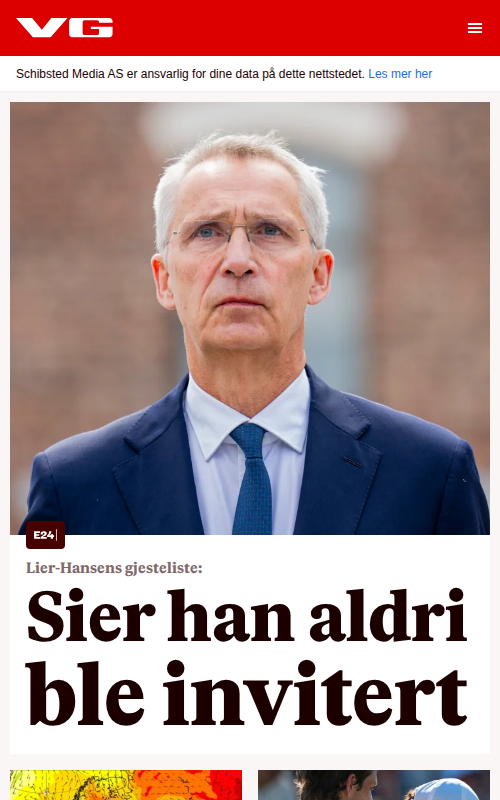 VG
Schibsted Media AS er ansvarlig for dine data på dette nettstedet. Les mer her
E24
Lier-Hansens gjesteliste:
Sier han aldri
ble invitert